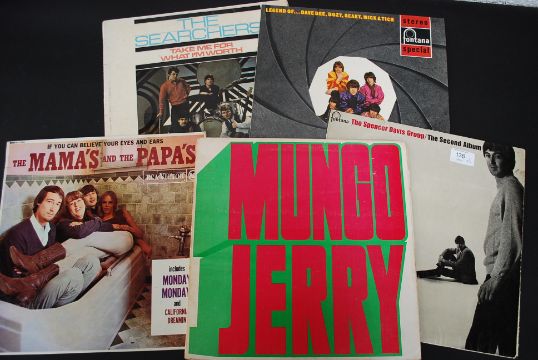 THE
SEARCHERS
TAKE ME FOR
WHAT I'M WORTH
LEGEND OF... DAVE DEE, DOZY, BEAKY, MICK & TICH
stereo
fontana
special
IF YOU CAN BELIEVE YOUR EYES AND EARS
THE MAMA'S AND THE PAPA'S
includes
MONDAY
MONDAY
and
CALIFORNIA
DREAMIN'
MUNGO
JERRY
fontana
The Spencer Davis Group/The Second Album
126